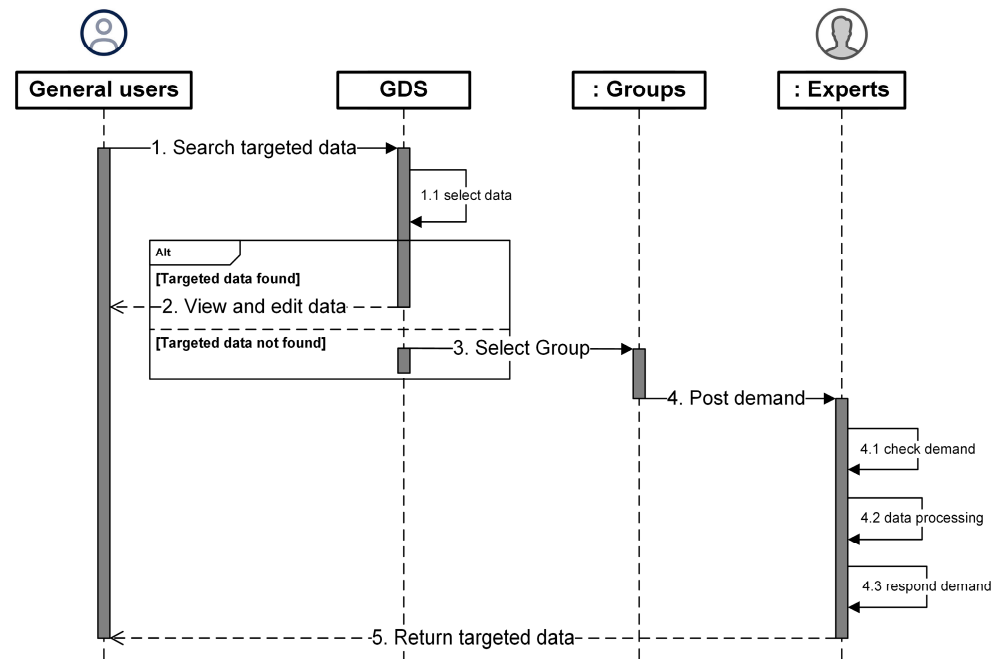 General users
GDS
: Groups
: Experts
1. Search targeted data
1.1 select data
Alt
[Targeted data found]
2. View and edit data
[Targeted data not found]
3. Select Group
4. Post demand
4.1 check demand
4.2 data processing
4.3 respond demand
5. Return targeted data